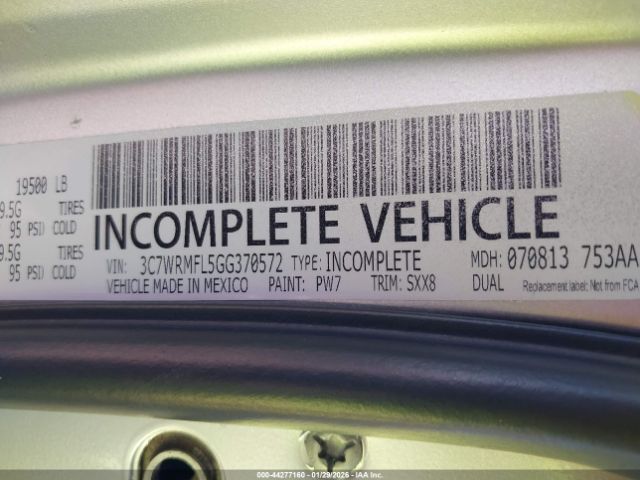 19500 LB
9.5G TIRES
95 PSI/ COLD
9.5G TIRES
95 PSI/ COLD
INCOMPLETE VEHICLE
VIN: 3C7WRMFL5GG370572 TYPE: INCOMPLETE MDH: 070813 753AA
VEHICLE MADE IN MEXICO PAINT: PW7 TRIM: SXX8 DUAL Replacement label; Not from FCA
000-44277160 - 01/29/2026 - IAA Inc.